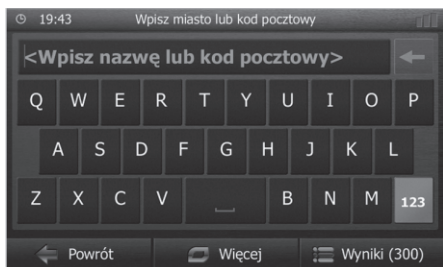 19:43 Wpisz miasto lub kod pocztowy
<Wpisz nazwę lub kod pocztowy>
Q W E R T Y U I O P
A S D F G H J K L
Z X C V B N M 123
Powrót Więcej Wyniki (300)